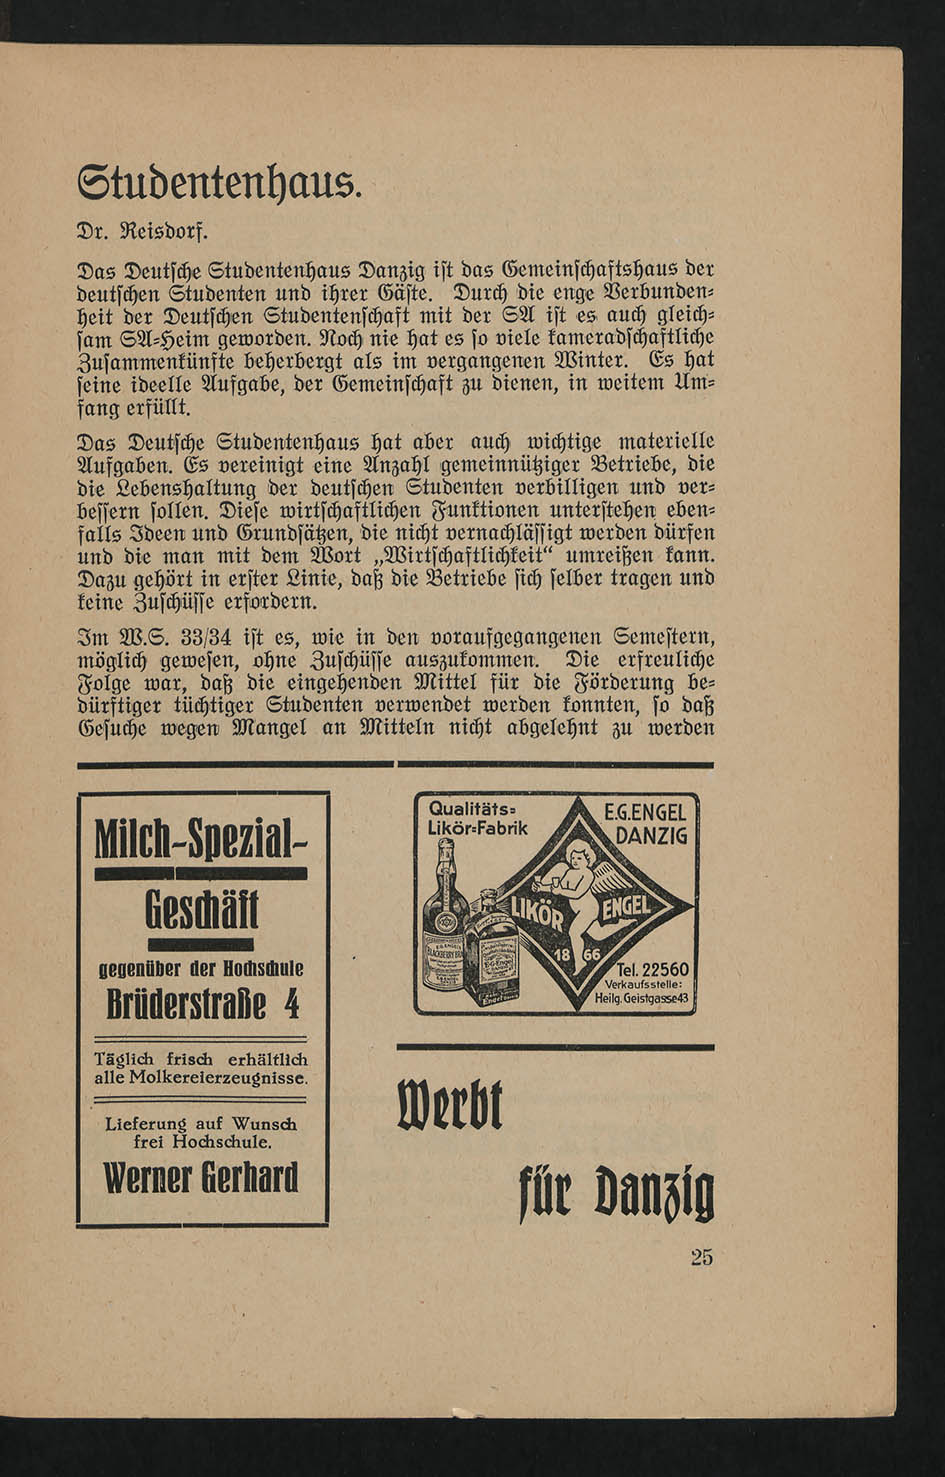 Studentenhaus.
Dr. Reisdorf.
Das Deutsche Studentenhaus Danzig ist das Gemeinschaftshaus der
deutschen Studenten und ihrer Gäste. Durch die enge Verbunden-
heit der Deutschen Studentenschaft mit der SA ist es auch gleich-
sam SA-Heim geworden. Noch nie hat es so viele kameradschaftliche
Zusammenkünfte beherbergt als im vergangenen Winter. Es hat
seine ideelle Aufgabe, der Gemeinschaft zu dienen, in weitem Um-
fang erfüllt.
Das Deutsche Studentenhaus hat aber auch wichtige materielle
Aufgaben. Es vereinigt eine Anzahl gemeinnütziger Betriebe, die
die Lebenshaltung der deutschen Studenten verbilligen und ver-
bessern sollen. Diese wirtschaftlichen Funktionen unterstehen eben-
falls Ideen und Grundsätzen, die nicht vernachlässigt werden dürfen
und die man mit dem Wort „Wirtschaftlichkeit“ umreißen kann.
Dazu gehört in erster Linie, daß die Betriebe sich selber tragen und
keine Zuschüsse erfordern.
Im W.S. 33/34 ist es, wie in den voraufgegangenen Semestern,
möglich gewesen, ohne Zuschüsse auszukommen. Die erfreuliche
Folge war, daß die eingehenden Mittel für die Förderung be-
dürftiger tüchtiger Studenten verwendet werden konnten, so daß
Gesuche wegen Mangel an Mitteln nicht abgelehnt zu werden
Milch-Spezial-
Geschäft
gegenüber der Hochschule
Brüderstraße 4
Täglich frisch erhältlich
alle Molkereierzeugnisse.
Lieferung auf Wunsch
frei Hochschule.
Werner Gerhard
Qualitäts-
Likör-Fabrik
E.G.ENGEL
DANZIG
LIKÖR ENGEL
18 66
BLACKBERRY
E.G. Engel
Tel. 22560
Verkaufsstelle:
Heilg. Geistgasse43
Werbt
für Danzig
25